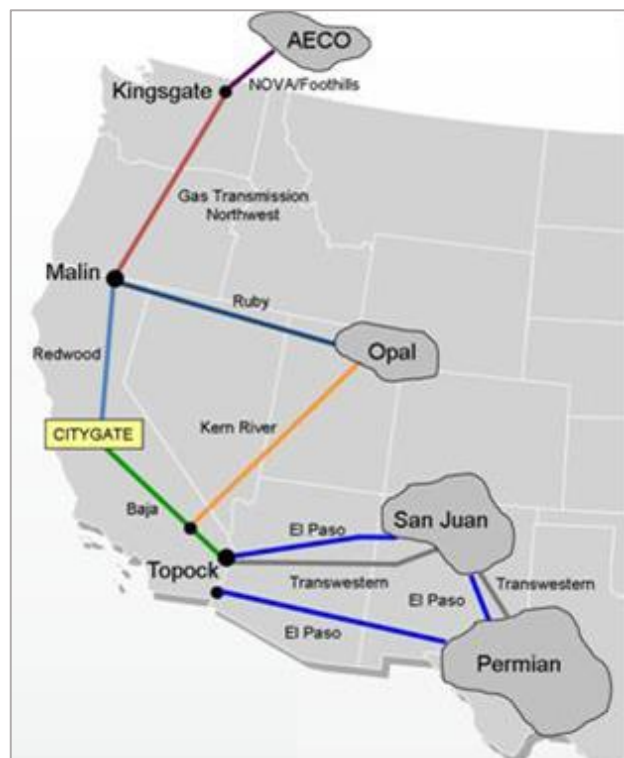 AECO
NOVA/Foothills
Kingsgate
Gas Transmission
Northwest
Malin
Ruby
Redwood
Opal
CITYGATE
Kern River
Baja
San Juan
El Paso
Topock
Transwestern
Transwestern
El Paso
El Paso
Permian